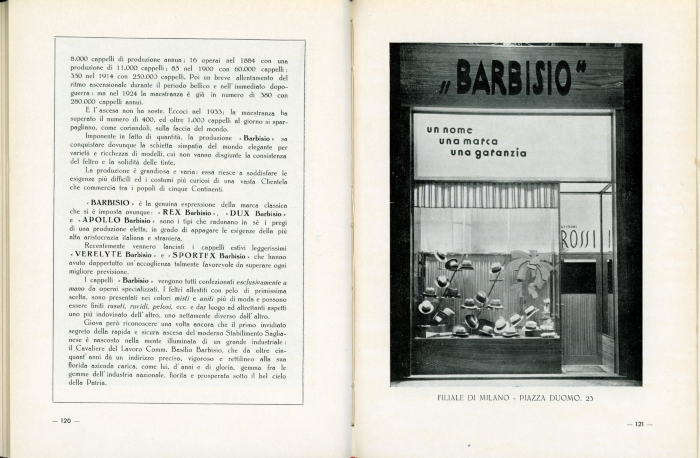 8.000 cappelli di produzione annua; 16 operai nel 1884 con una
produzione di 11.000 cappelli; 85 nel 1900 con 60.000 cappelli;
350 nel 1914 con 250.000 cappelli. Poi un breve allentamento del
ritmo ascensionale durante il periodo bellico e nell'immediato dopo-
guerra; ma nel 1924 la maestranza è già in numero di 380 con
280.000 cappelli annui.
E l'ascesa non ha soste. Eccoci nel 1933; la maestranza ha
superato il numero di 400, ed oltre 1.000 cappelli al giorno si spar-
pagliano, come coriandoli, sulla faccia del mondo.
Imponente in fatto di quantità, la produzione « Barbisio » sa
conquistare dovunque la schietta simpatia del mondo elegante per
varietà e ricchezza di modelli, cui non vanno disgiunte la consistenza
del feltro e la solidità delle tinte.
La produzione è grandiosa e varia: essa riesce a soddisfare le
esigenze più difficili ed i costumi più curiosi di una vasta Clientela
che commercia tra i popoli di cinque Continenti.
« BARBISIO » è la genuina espressione della marca classica
che si è imposta ovunque: « REX Barbisio », « DUX Barbisio »
e « APOLLO Barbisio » sono i tipi che radunano in sè i pregi
di una produzione eletta, in grado di appagare le esigenze della più
alta aristocrazia italiana e straniera.
Recentemente vennero lanciati i cappelli estivi leggerissimi
« VERELYTE Barbisio » e « SPORTEX Barbisio » che hanno
avuto dappertutto un'accoglienza talmente favorevole da superare ogni
migliore previsione.
I cappelli « Barbisio » vengono tutti confezionati esclusivamente a
mano da operai specializzati. I feltri allestiti con pelo di primissima
scelta, sono presentati nei colori misti e uniti più di moda e possono
essere finiti rasati, ruvidi, pelosi, ecc. e dar luogo ad altrettanti aspetti
uno più indovinato dell'altro, uno nettamente diverso dall'altro.
Giova però riconoscere una volta ancora che il primo invidiato
segreto della rapida e sicura ascesa del moderno Stabilimento Saglia-
nese è nascosto nella mente illuminata di un grande industriale:
il Cavaliere del Lavoro Comm. Basilio Barbisio, che da oltre cin-
quant'anni dà un indirizzo preciso, vigoroso e rettilineo alla sua
florida azienda carica, come lui, d'anni e di gloria, gemma fra le
gemme dell'industria nazionale, fiorita e prosperata sotto il bel cielo
della Patria.
— 120 —
„BARBISIO"
un nome
una marca
una garanzia
ROSSI
FILIALE DI MILANO - PIAZZA DUOMO, 23
— 121 —